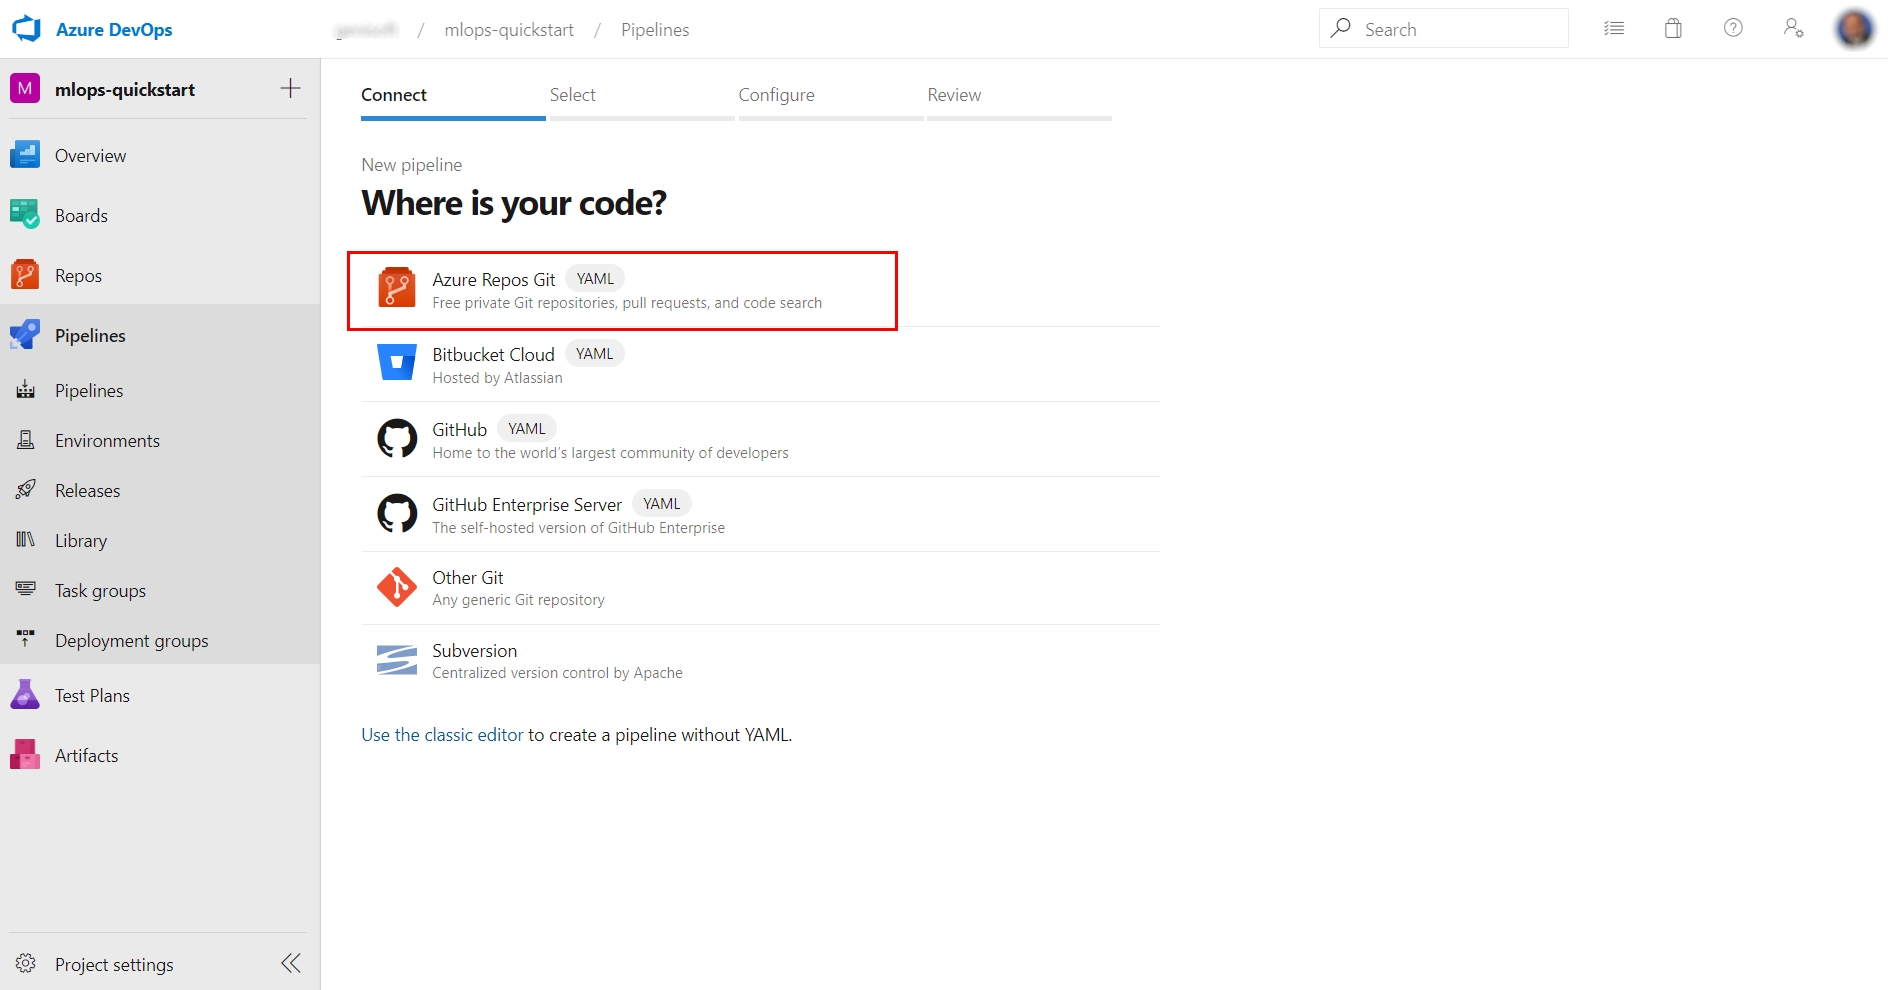 Azure DevOps
/ mlops-quickstart / Pipelines
Search
M mlops-quickstart
Overview
Boards
Repos
Pipelines
Pipelines
Environments
Releases
Library
Task groups
Deployment groups
Test Plans
Artifacts
Project settings
Connect Select Configure Review
New pipeline
Where is your code?
Azure Repos Git YAML
Free private Git repositories, pull requests, and code search
Bitbucket Cloud YAML
Hosted by Atlassian
GitHub YAML
Home to the world's largest community of developers
GitHub Enterprise Server YAML
The self-hosted version of GitHub Enterprise
Other Git
Any generic Git repository
Subversion
Centralized version control by Apache
Use the classic editor to create a pipeline without YAML.